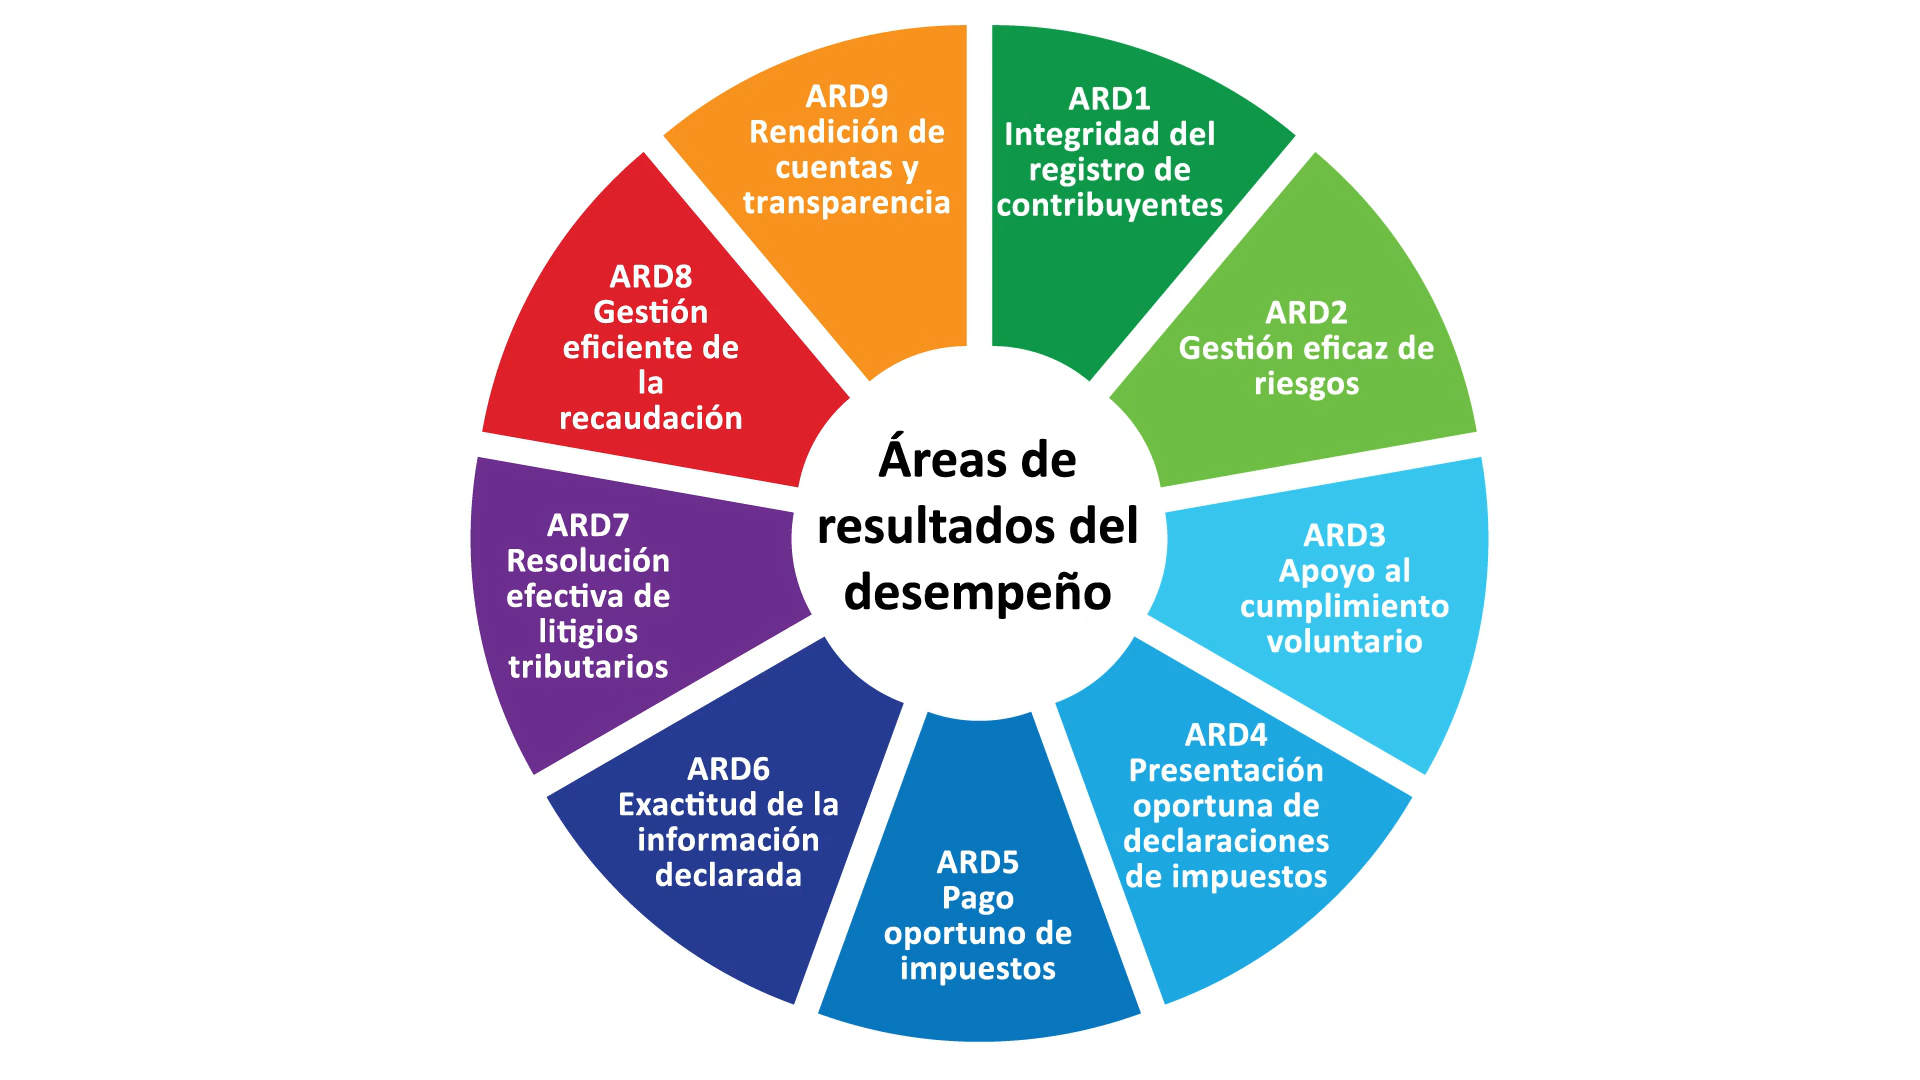 ARD9
Rendición de
cuentas y
transparencia
ARD1
Integridad del
registro de
contribuyentes
ARD2
Gestión eficaz de
riesgos
ARD3
Apoyo al
cumplimiento
voluntario
ARD4
Presentación
oportuna de
declaraciones
de impuestos
ARD5
Pago
oportuno de
impuestos
ARD6
Exactitud de la
información
declarada
ARD7
Resolución
efectiva de
litigios
tributarios
ARD8
Gestión
eficiente de
la
recaudación
Áreas de
resultados del
desempeño